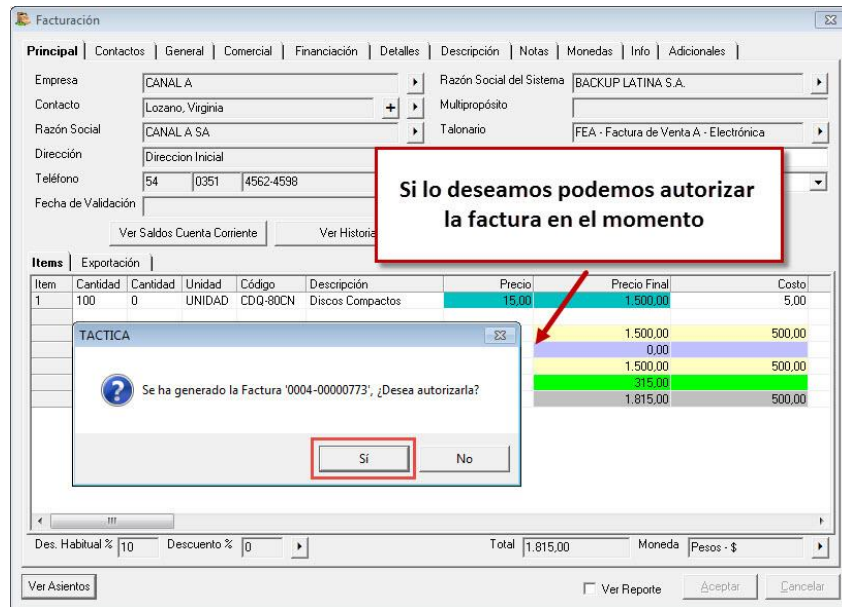 Facturación
Principal Contactos General Comercial Financiación Detalles Descripción Notas Monedas Info Adicionales
Empresa CANAL A Razón Social del Sistema BACKUP LATINA S.A.
Contacto Lozano, Virginia + Multipropósito
Razón Social CANAL A SA Talonario FEA - Factura de Venta A - Electrónica
Dirección Direccion Inicial
Teléfono 54 0351 4562-4598
Fecha de Validación
Si lo deseamos podemos autorizar
la factura en el momento
Ver Saldos Cuenta Corriente
Items Exportación
Item Cantidad Cantidad Unidad Código Descripción Precio Precio Final Costo
1 100 0 UNIDAD CDQ-80CN Discos Compactos 15,00 1.500,00 5,00
1.500,00 500,00
0,00
1.500,00 500,00
315,00
1.815,00 500,00
TACTICA
Se ha generado la Factura '0004-00000773', ¿Desea autorizarla?
Sí No
Des. Habitual % 10 Descuento % 0 Total 1.815,00 Moneda Pesos - $
Ver Asientos Ver Reporte Aceptar Cancelar